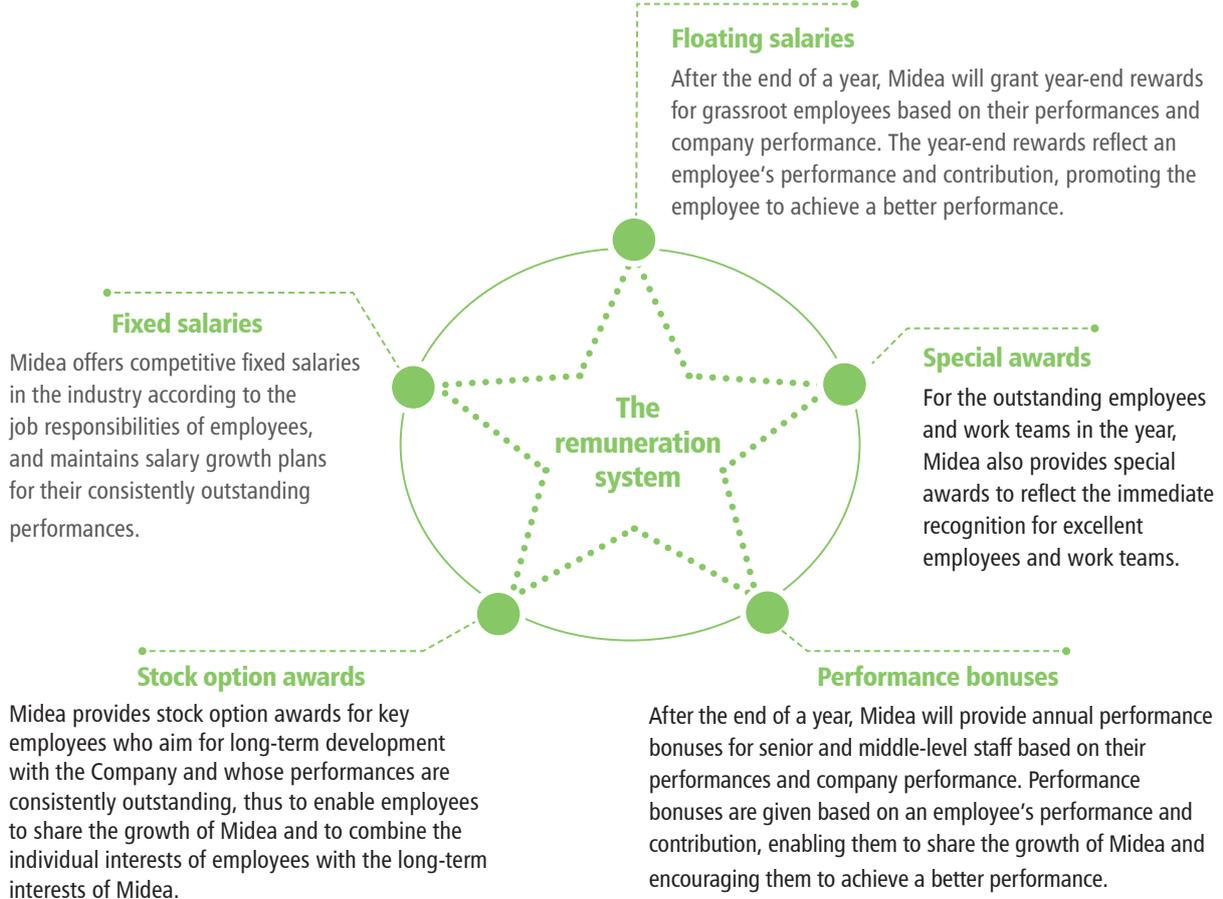 Floating salaries
After the end of a year, Midea will grant year-end rewards
for grassroot employees based on their performances and
company performance. The year-end rewards reflect an
employee's performance and contribution, promoting the
employee to achieve a better performance.
Fixed salaries
Midea offers competitive fixed salaries
in the industry according to the
job responsibilities of employees,
and maintains salary growth plans
for their consistently outstanding
performances.
The
remuneration
system
Special awards
For the outstanding employees
and work teams in the year,
Midea also provides special
awards to reflect the immediate
recognition for excellent
employees and work teams.
Stock option awards
Midea provides stock option awards for key
employees who aim for long-term development
with the Company and whose performances are
consistently outstanding, thus to enable employees
to share the growth of Midea and to combine the
individual interests of employees with the long-term
interests of Midea.
Performance bonuses
After the end of a year, Midea will provide annual performance
bonuses for senior and middle-level staff based on their
performances and company performance. Performance
bonuses are given based on an employee's performance and
contribution, enabling them to share the growth of Midea and
encouraging them to achieve a better performance.